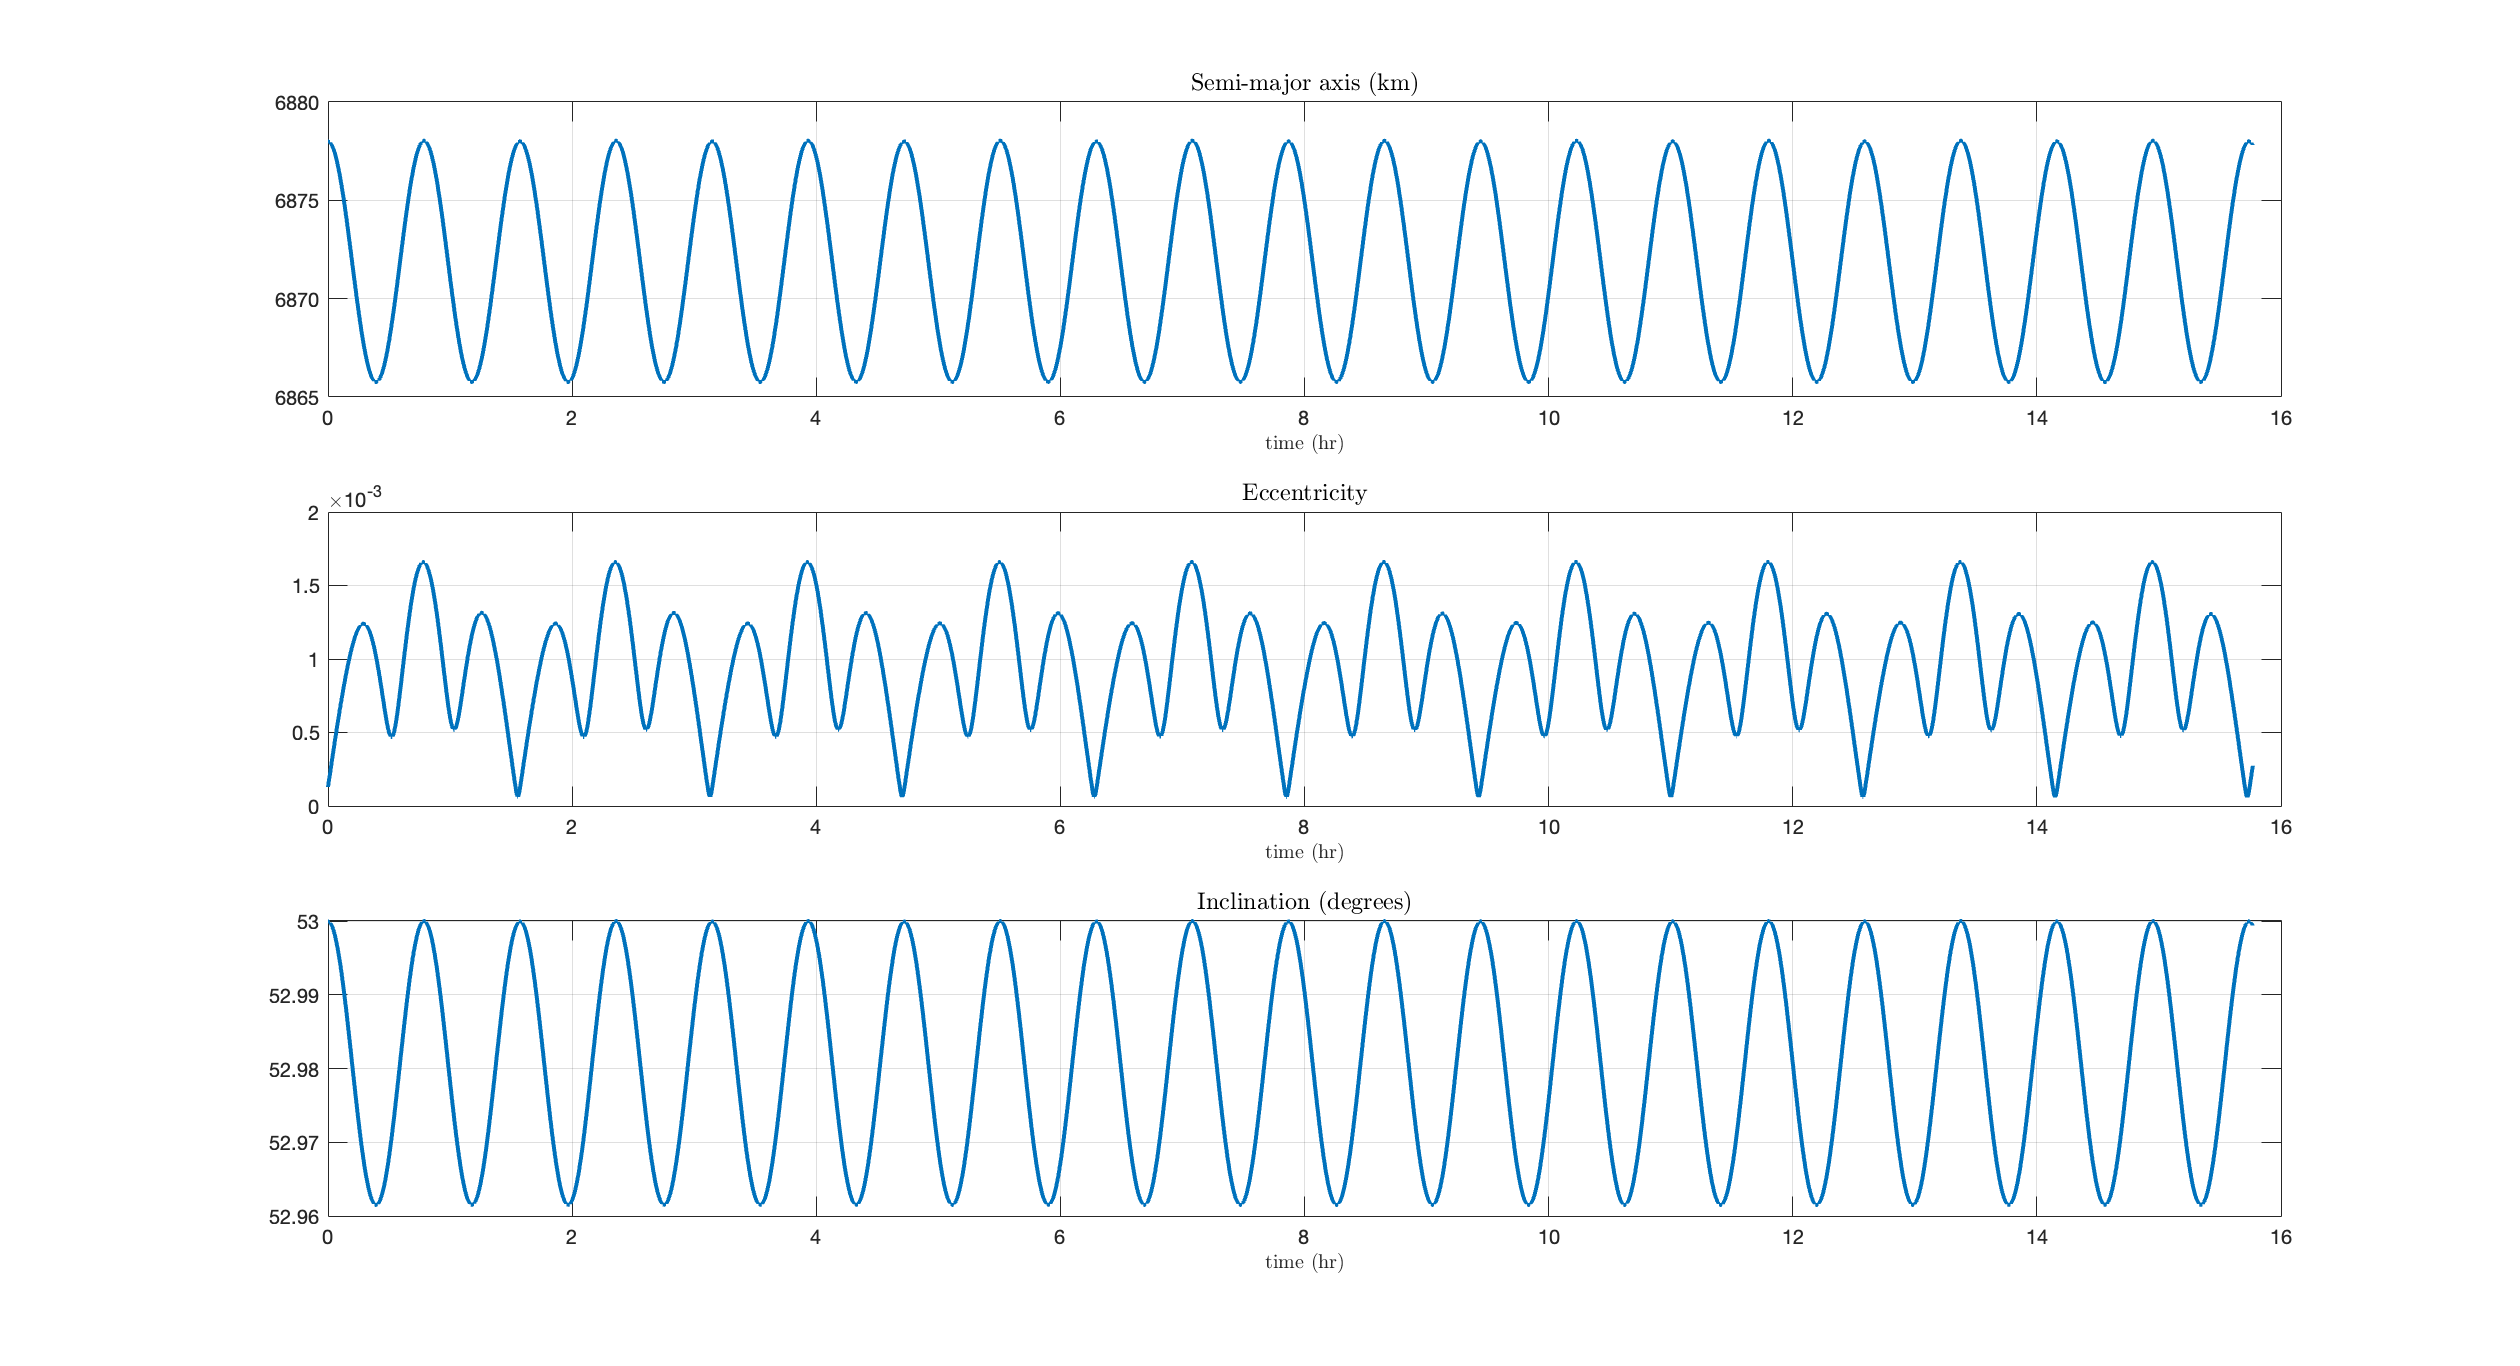 Semi-major axis (km)
6880
6875
6870
6865
0 2 4 6 8 10 12 14 16
time (hr)
×10-3
Eccentricity
2
1.5
1
0.5
0
0 2 4 6 8 10 12 14 16
time (hr)
Inclination (degrees)
53
52.99
52.98
52.97
52.96
0 2 4 6 8 10 12 14 16
time (hr)